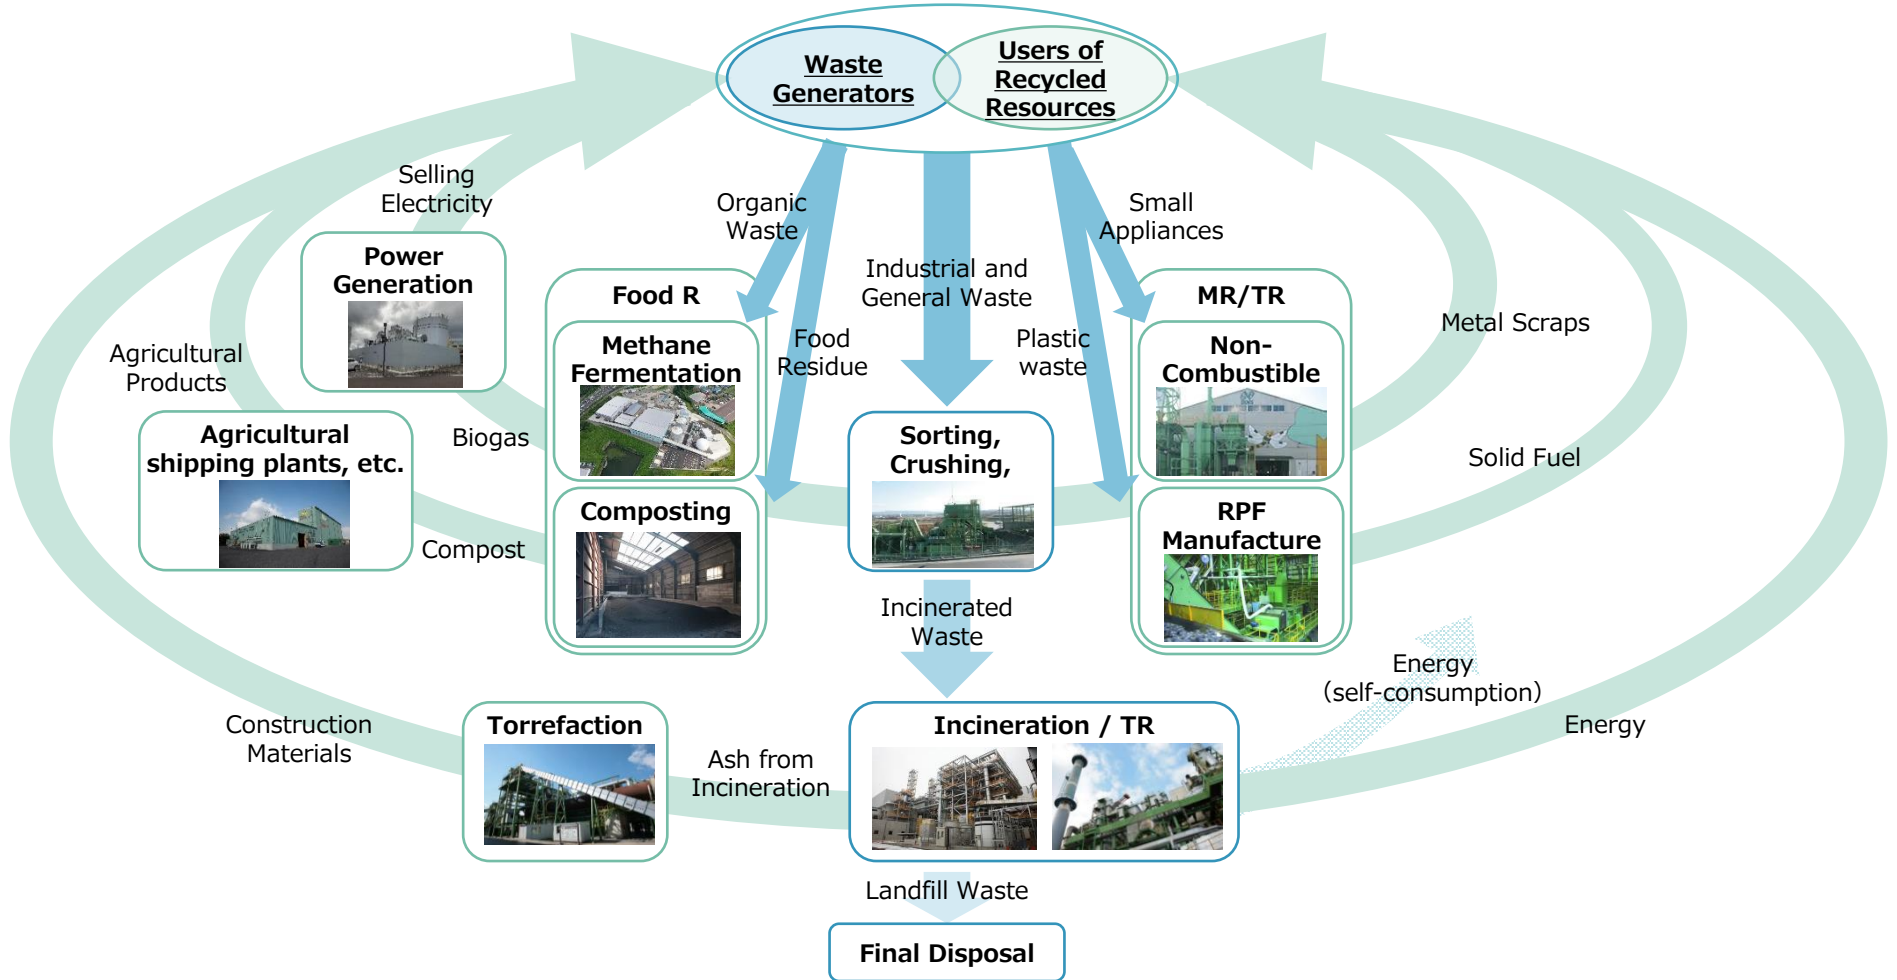 Waste
Generators
Users of
Recycled
Resources
Selling
Electricity
Organic
Waste
Small
Appliances
Industrial and
General Waste
Power
Generation
Food R
MR/TR
Agricultural
Products
Methane
Fermentation
Food
Residue
Plastic
waste
Non-
Combustible
Metal Scraps
Agricultural
shipping plants, etc.
Biogas
Sorting,
Crushing,
Solid Fuel
Composting
Compost
RPF
Manufacture
Incinerated
Waste
Energy
(self-consumption)
Construction
Materials
Torrefaction
Ash from
Incineration
Incineration / TR
Energy
Landfill Waste
Final Disposal